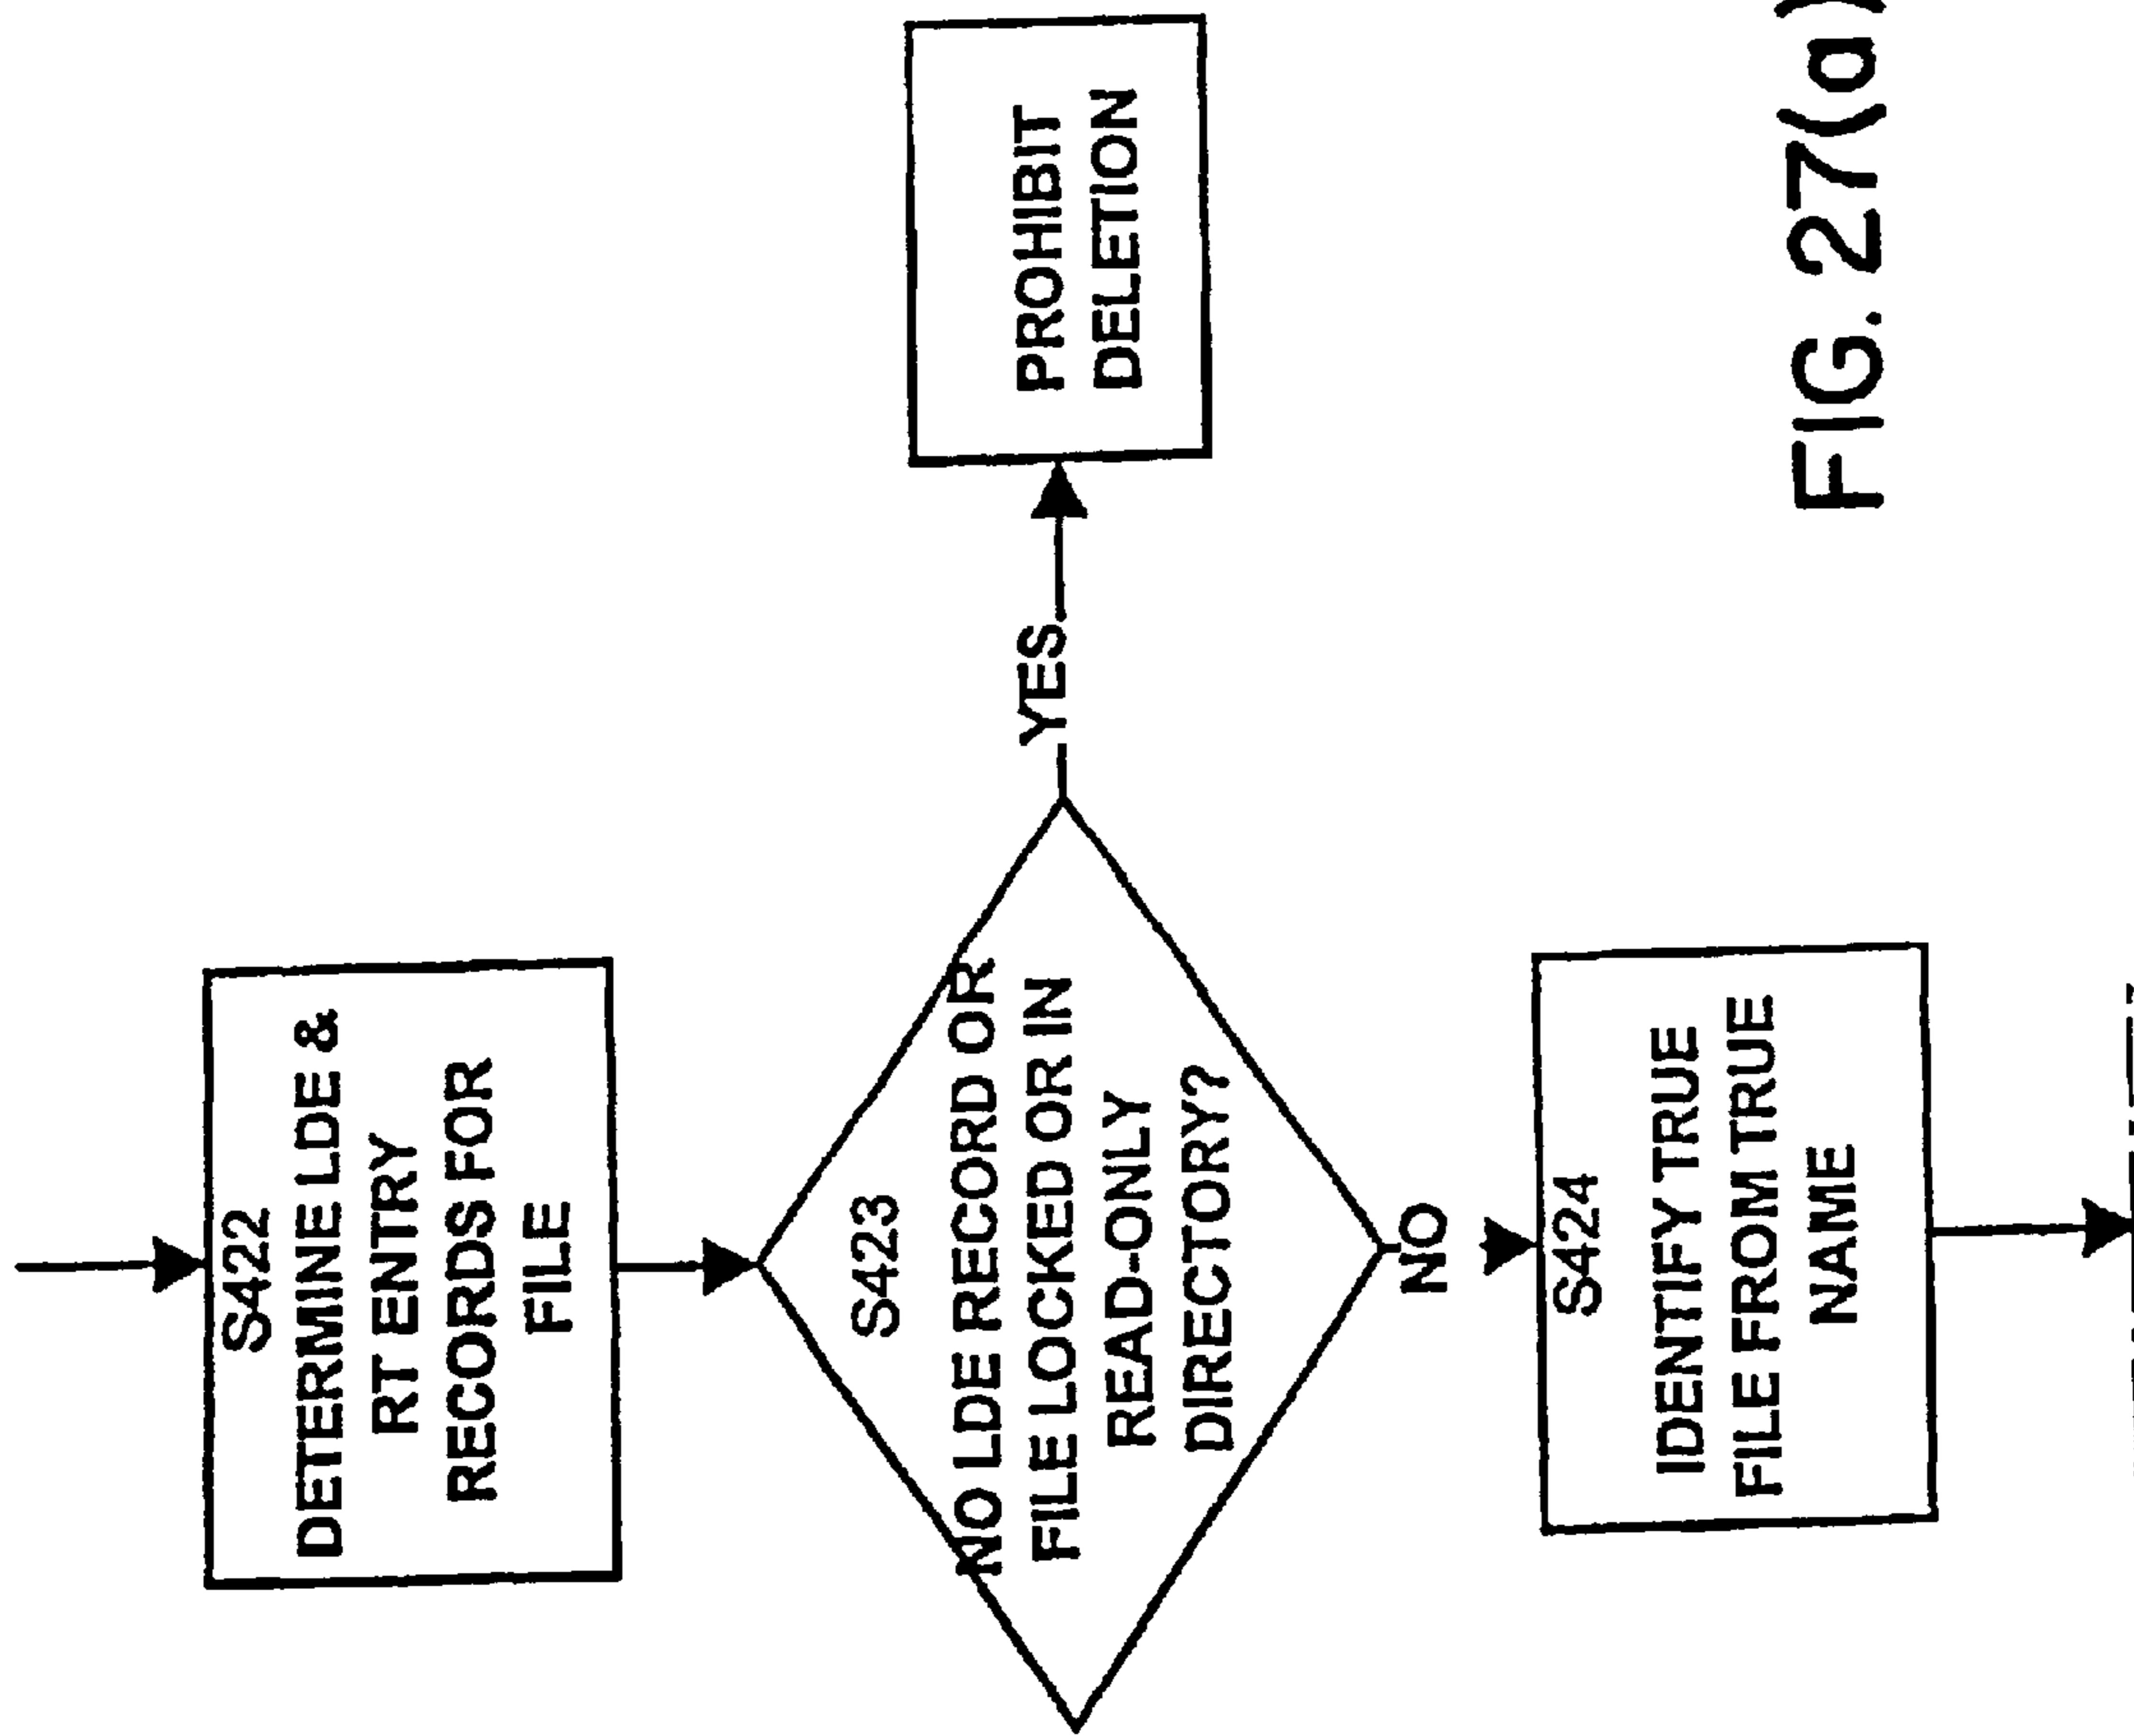 S422
DETERMINE LDE &
RT ENTRY
RECORDS FOR
FILE
S423
NO LDE RECORD OR
FILE LOCKED OR IN
READ-ONLY
DIRECTORY?
YES
PROHIBIT
DELETION
NO
S424
IDENTIFY TRUE
FILE FROM TRUE
NAME
FIG. 27(a)